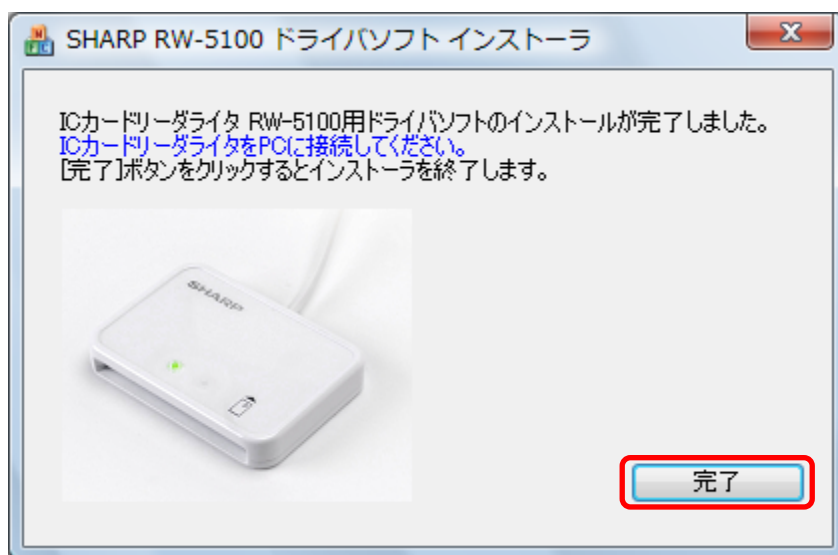 SHARP RW-5100 ドライバソフト インストーラ
ICカードリーダライタ RW-5100用ドライバソフトのインストールが完了しました。
ICカードリーダライタをPCに接続してください。
[完了]ボタンをクリックするとインストーラを終了します。
SHARP
完了